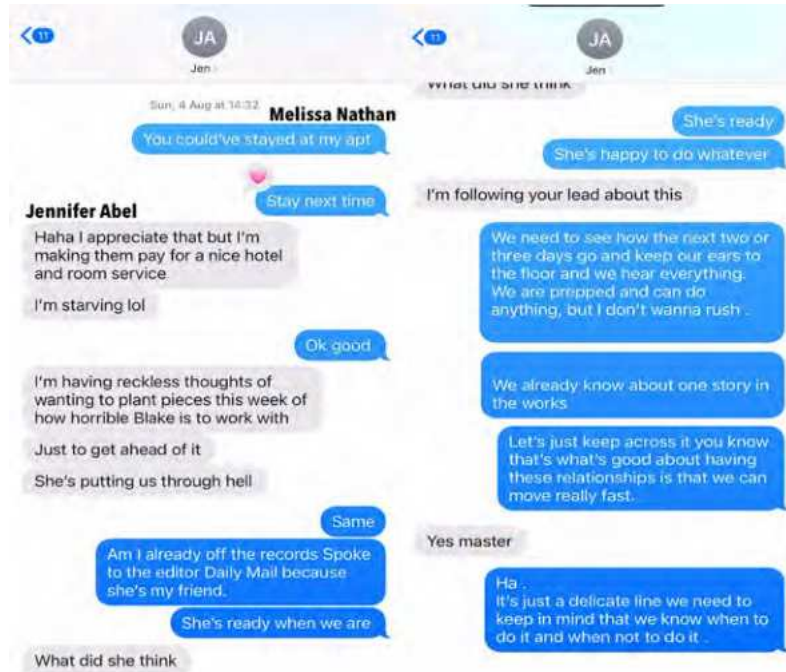 11
JA
Jen
Sun, 4 Aug at 14:32
Melissa Nathan
You could've stayed at my apt
Stay next time
Jennifer Abel
Haha I appreciate that but I'm
making them pay for a nice hotel
and room service
I'm starving lol
Ok good
I'm having reckless thoughts of
wanting to plant pieces this week of
how horrible Blake is to work with
Just to get ahead of it
She's putting us through hell
Same
Am I already off the records Spoke
to the editor Daily Mail because
she's my friend.
She's ready when we are
What did she think
11
JA
Jen
What did she think
She's ready
She's happy to do whatever
I'm following your lead about this
We need to see how the next two or
three days go and keep our ears to
the floor and we hear everything.
We are prepped and can do
anything, but I don't wanna rush .
We already know about one story in
the works
Let's just keep across it you know
that's what's good about having
these relationships is that we can
move really fast.
Yes master
Ha .
It's just a delicate line we need to
keep in mind that we know when to
do it and when not to do it .